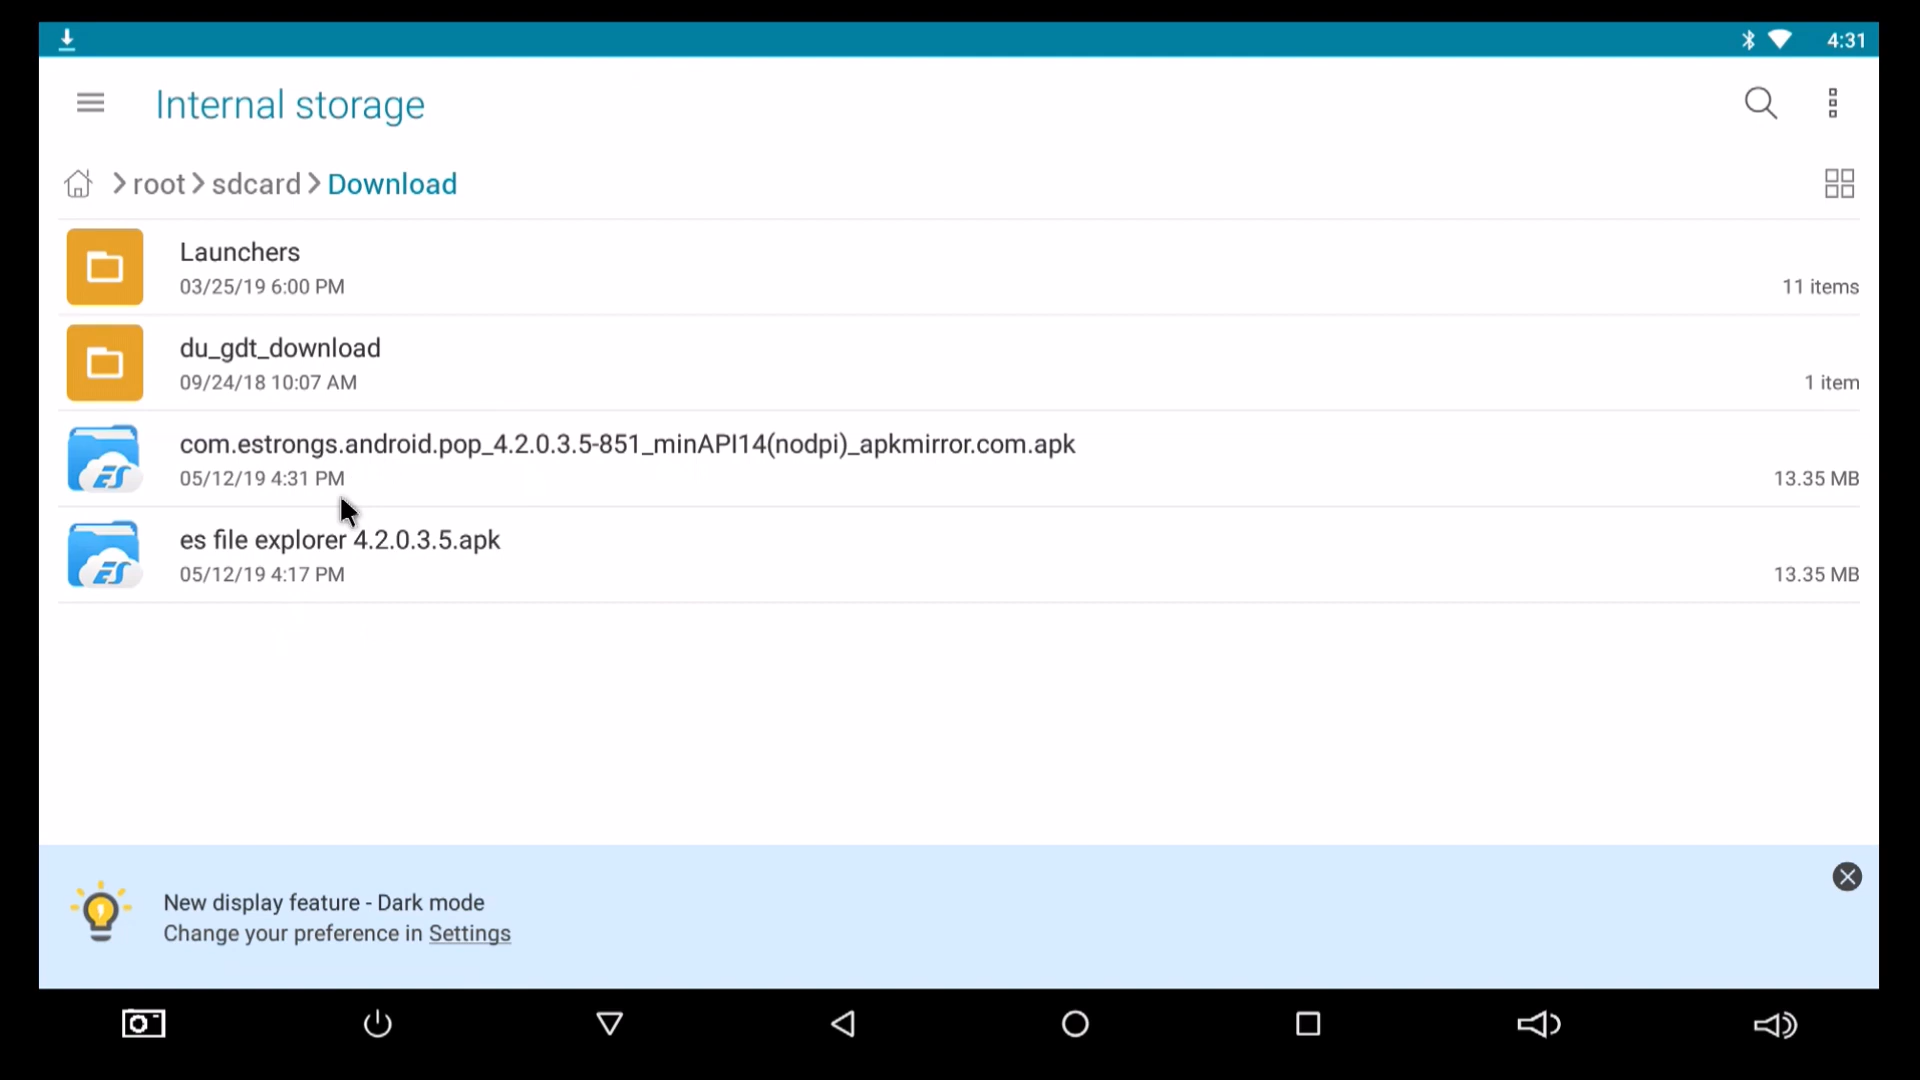 4:31
Internal storage
root sdcard Download
Launchers
03/25/19 6:00 PM
11 items
du_gdt_download
09/24/18 10:07 AM
1 item
com.estrongs.android.pop_4.2.0.3.5-851_minAPI14(nodpi)_apkmirror.com.apk
05/12/19 4:31 PM
13.35 MB
ES
es file explorer 4.2.0.3.5.apk
05/12/19 4:17 PM
13.35 MB
ES
New display feature - Dark mode
Change your preference in Settings